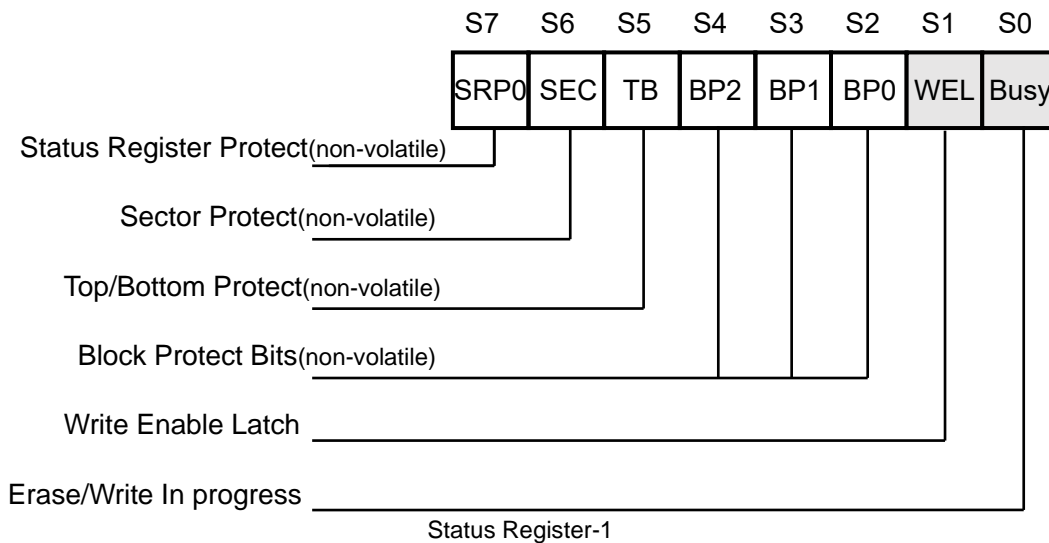 S7 S6 S5 S4 S3 S2 S1 S0
SRP0 SEC TB BP2 BP1 BP0 WEL Busy
Status Register Protect(non-volatile)
Sector Protect(non-volatile)
Top/Bottom Protect(non-volatile)
Block Protect Bits(non-volatile)
Write Enable Latch
Erase/Write In progress
Status Register-1